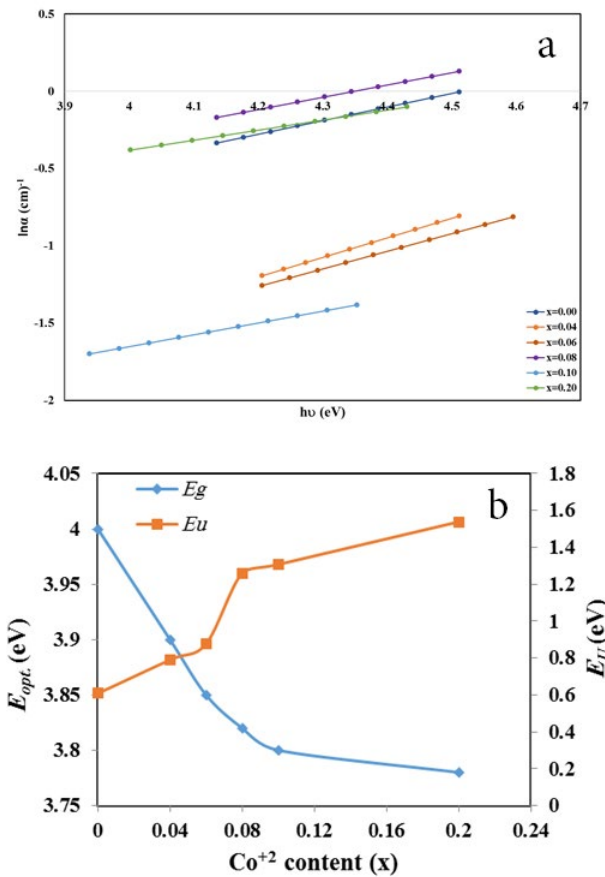 a
0.5
0
3.9 4 4.1 4.2 4.3 4.4 4.5 4.6 4.7
-0.5
-1
-1.5
-2
lnα (cm)-1
hυ (eV)
x=0.00
x=0.04
x=0.06
x=0.08
x=0.10
x=0.20
b
Eg
Eu
4.05
4
3.95
3.9
3.85
3.8
3.75
Eopt. (eV)
1.8
1.6
1.4
1.2
1
0.8
0.6
0.4
0.2
0
EU (eV)
0 0.04 0.08 0.12 0.16 0.2 0.24
Co+2 content (x)